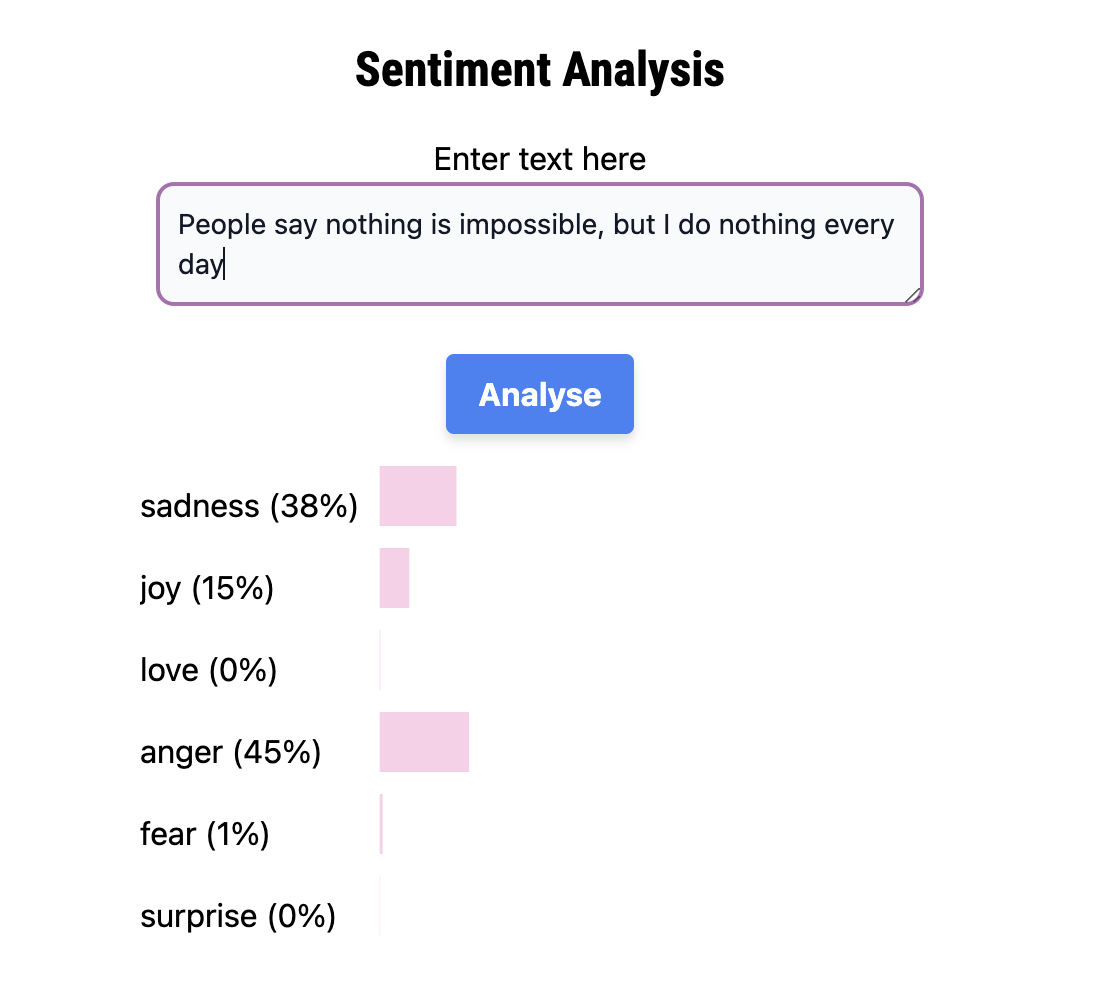 Sentiment Analysis
Enter text here
People say nothing is impossible, but I do nothing every
day
Analyse
sadness (38%)
joy (15%)
love (0%)
anger (45%)
fear (1%)
surprise (0%)